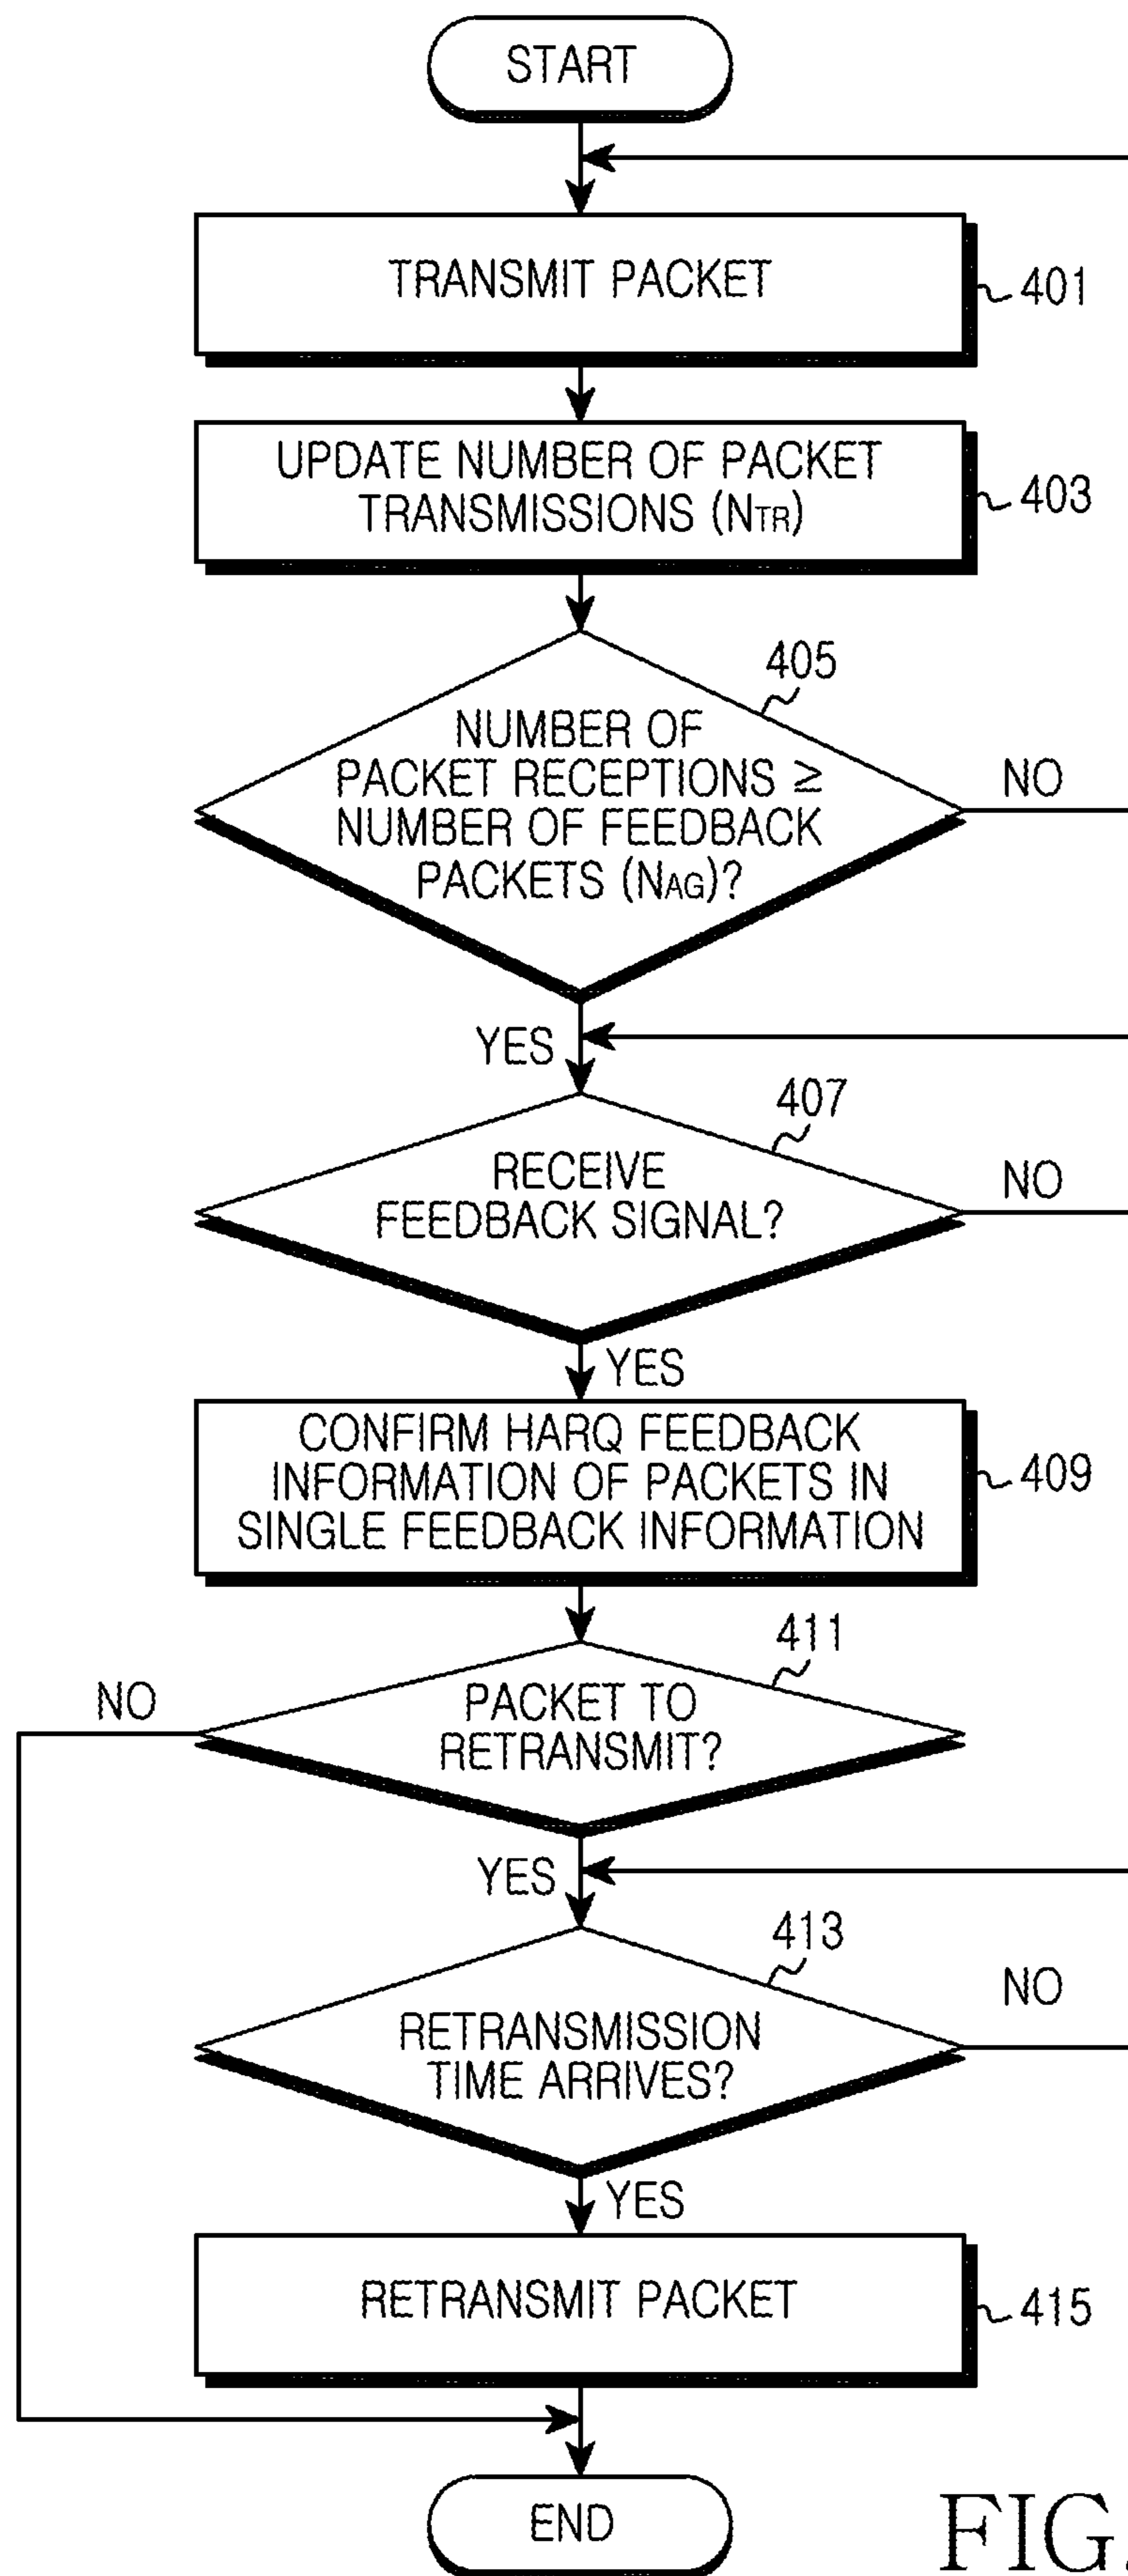 START
TRANSMIT PACKET
401
UPDATE NUMBER OF PACKET
TRANSMISSIONS (NTR)
403
405
NUMBER OF
PACKET RECEPTIONS ≥
NUMBER OF FEEDBACK
PACKETS (NAG)?
NO
YES
407
RECEIVE
FEEDBACK SIGNAL?
NO
YES
CONFIRM HARQ FEEDBACK
INFORMATION OF PACKETS IN
SINGLE FEEDBACK INFORMATION
409
411
NO
PACKET TO
RETRANSMIT?
YES
413
NO
RETRANSMISSION
TIME ARRIVES?
YES
RETRANSMIT PACKET
415
END
FIG.